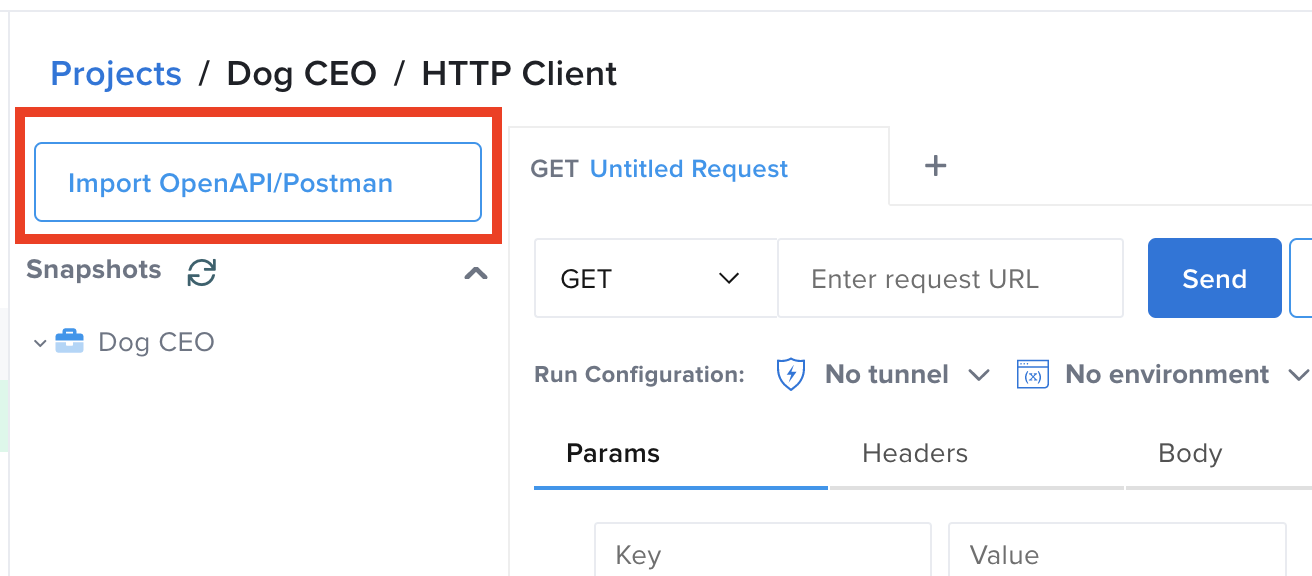 Projects / Dog CEO / HTTP Client
Import OpenAPI/Postman
Snapshots
Dog CEO
GET Untitled Request +
GET
Enter request URL
Send
Run Configuration: No tunnel (x) No environment
Params Headers Body
Key Value